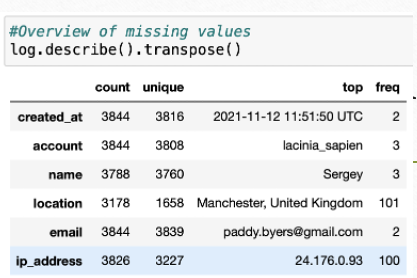 #Overview of missing values
log.describe().transpose()
count unique top freq
created_at 3844 3816 2021-11-12 11:51:50 UTC 2
account 3844 3808 lacinia_sapien 3
name 3788 3760 Sergey 3
location 3178 1658 Manchester, United Kingdom 101
email 3844 3839 paddy.byers@gmail.com 2
ip_address 3826 3227 24.176.0.93 100